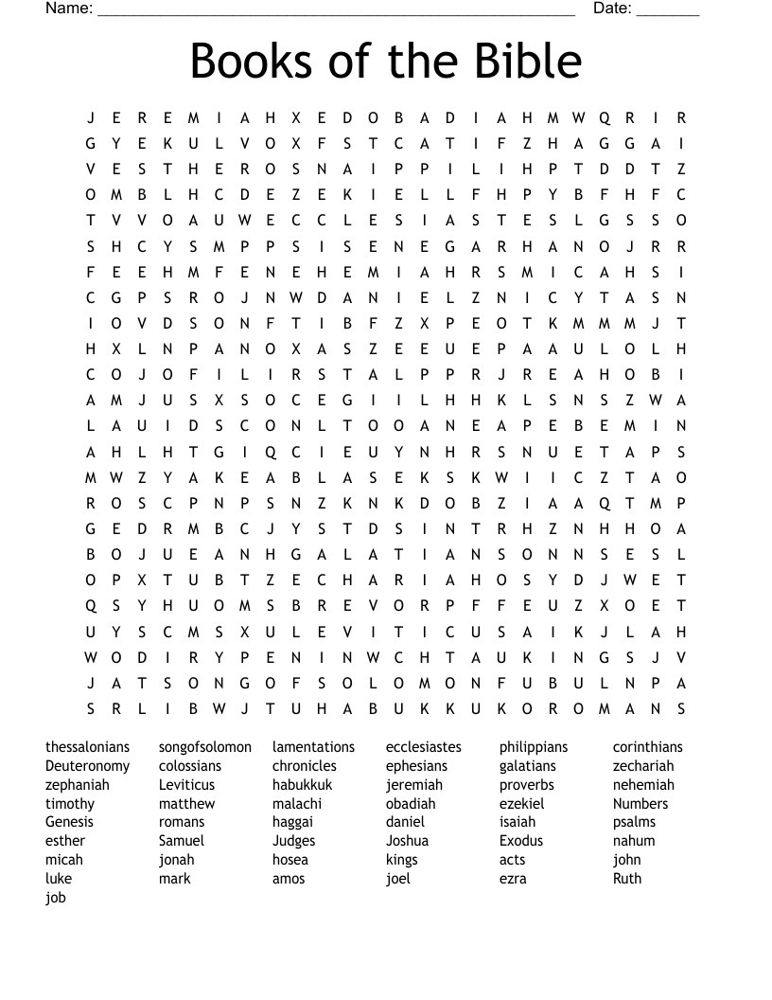 Name: ______________________________________________________ Date: _______
Books of the Bible
J E R E M I A H X E D O B A D I A H M W Q R I R
G Y E K U L V O X F S T C A T I F Z H A G G A I
V E S T H E R O S N A I P P I L I H P T D D T Z
O M B L H C D E Z E K I E L L F H P Y B F H F C
T V V O A U W E C C L E S I A S T E S L G S S O
S H C Y S M P P S I S E N E G A R H A N O J R R
F E E H M F E N E H E M I A H R S M I C A H S I
C G P S R O J N W D A N I E L Z N I C Y T A S N
I O V D S O N F T I B F Z X P E O T K M M M J T
H X L N P A N O X A S Z E E U E P A A U L O L H
C O J O F I L I R S T A L P P R J R E A H O B I
A M J U S X S O C E G I I L H H K L S N S Z W A
L A U I D S C O N L T O O A N E A P E B E M I N
A H L H T G I Q C I E U Y N H R S N U E T A P S
M W Z Y A K E A B L A S E K S K W I I C Z T A O
R O S C P N P S N Z K N K D O B Z I A A Q T M P
G E D R M B C J Y S T D S I N T R H Z N H H O A
B O J U E A N H G A L A T I A N S O N N S E S L
O P X T U B T Z E C H A R I A H O S Y D J W E T
Q S Y H U O M S B R E V O R P F F E U Z X O E T
U Y S C M S X U L E V I T I C U S A I K J L A H
W O D I R Y P E N I N W C H T A U K I N G S J V
J A T S O N G O F S O L O M O N F U B U L N P A
S R L I B W J T U H A B U K K U K O R O M A N S
thessalonians songofsolomon lamentations ecclesiastes philippians corinthians
Deuteronomy colossians chronicles ephesians galatians zechariah
zephaniah Leviticus habukkuk jeremiah proverbs nehemiah
timothy matthew malachi obadiah ezekiel Numbers
Genesis romans haggai daniel isaiah psalms
esther Samuel Judges Joshua Exodus nahum
micah jonah hosea kings acts john
luke mark amos joel ezra Ruth
job